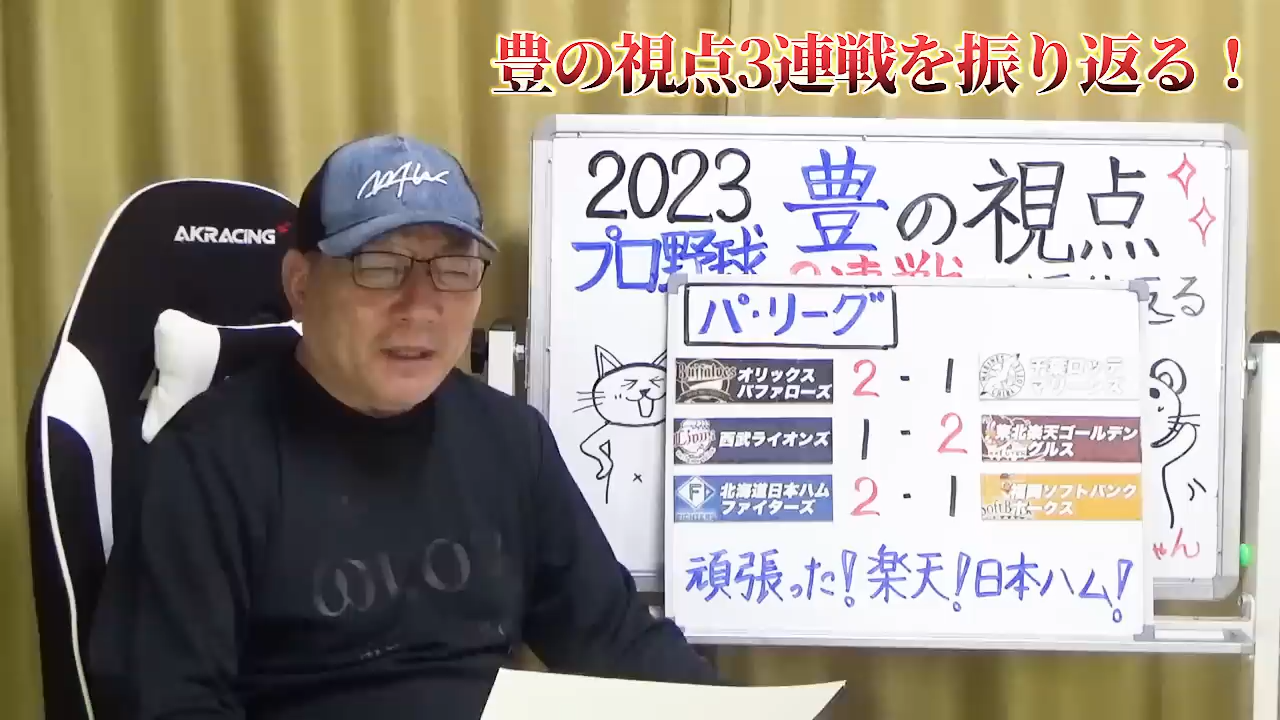 豊の視点3連戦を振り返る！
AKRACING
2023
プロ野球
豊の視点
パ・リーグ
Buffaloes
オリックス
バファローズ
2 - 1
千葉ロッテ
マリーンズ
Lions
西武ライオンズ
1 - 2
東北楽天ゴールデン
グルス
F
FIGHTERS
北海道日本ハム
ファイターズ
2 - 1
福岡ソフトバンク
ホークス
頑張った！楽天！日本ハム！
ゃん